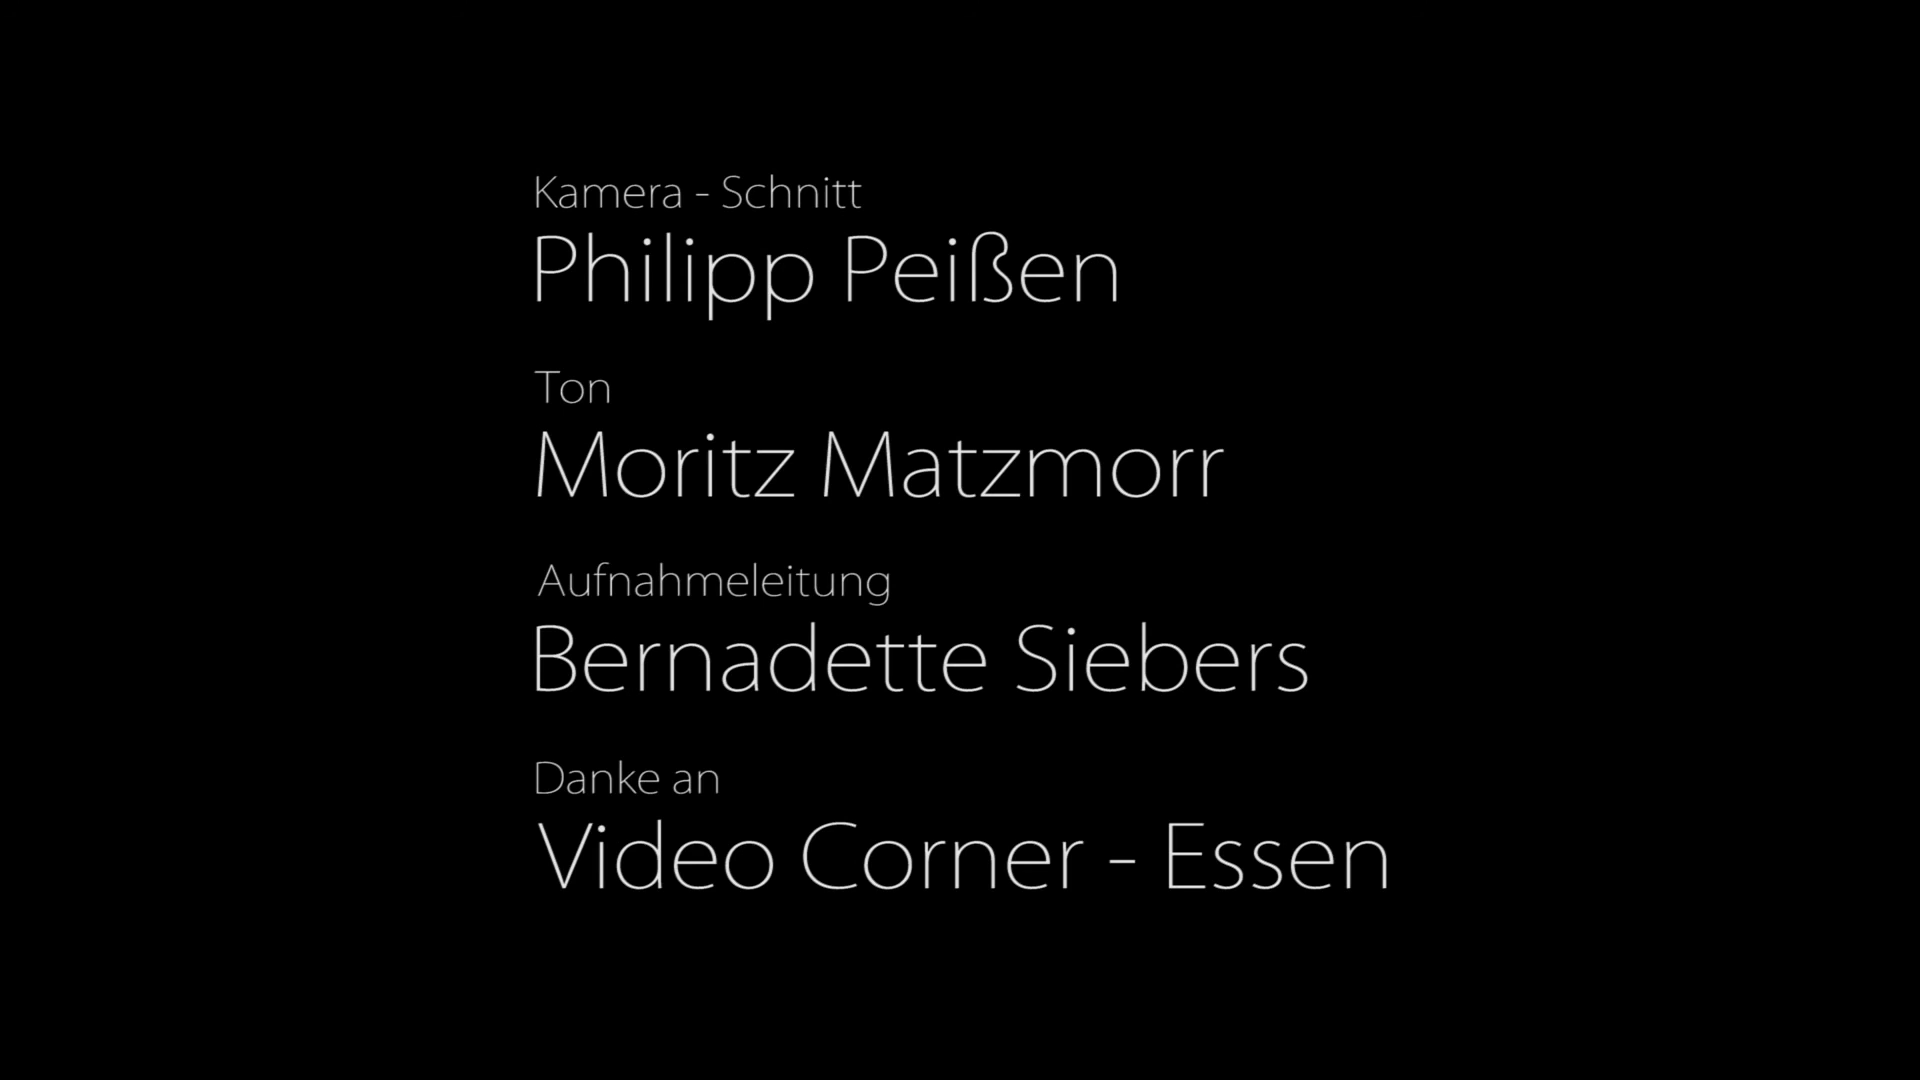 Kamera - Schnitt
Philipp Peißen
Ton
Moritz Matzmorr
Aufnahmeleitung
Bernadette Siebers
Danke an
Video Corner - Essen